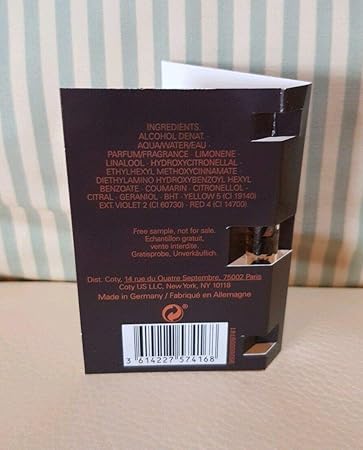 INGREDIENTS.
ALCOHOL DENAT. -
AQUA/WATER/EAU -
PARFUM/FRAGRANCE - LIMONENE -
LINALOOL - HYDROXYCITRONELLAL -
ETHYLHEXYL METHOXYCINNAMATE -
DIETHYLAMINO HYDROXYBENZOYL HEXYL
BENZOATE - COUMARIN - CITRONELLOL -
CITRAL - GERANIOL - BHT - YELLOW 5 (CI 19140)
EXT. VIOLET 2 (CI 60730) - RED 4 (CI 14700).
Free sample, not for sale.
Echantillon gratuit,
vente interdite.
Gratisprobe, Unverkäuflich.
Dist. Coty, 14 rue du Quatre Septembre, 75002 Paris
Coty US LLC, New York, NY 10118
Made in Germany / Fabriqué en Allemagne
3 614227 574168